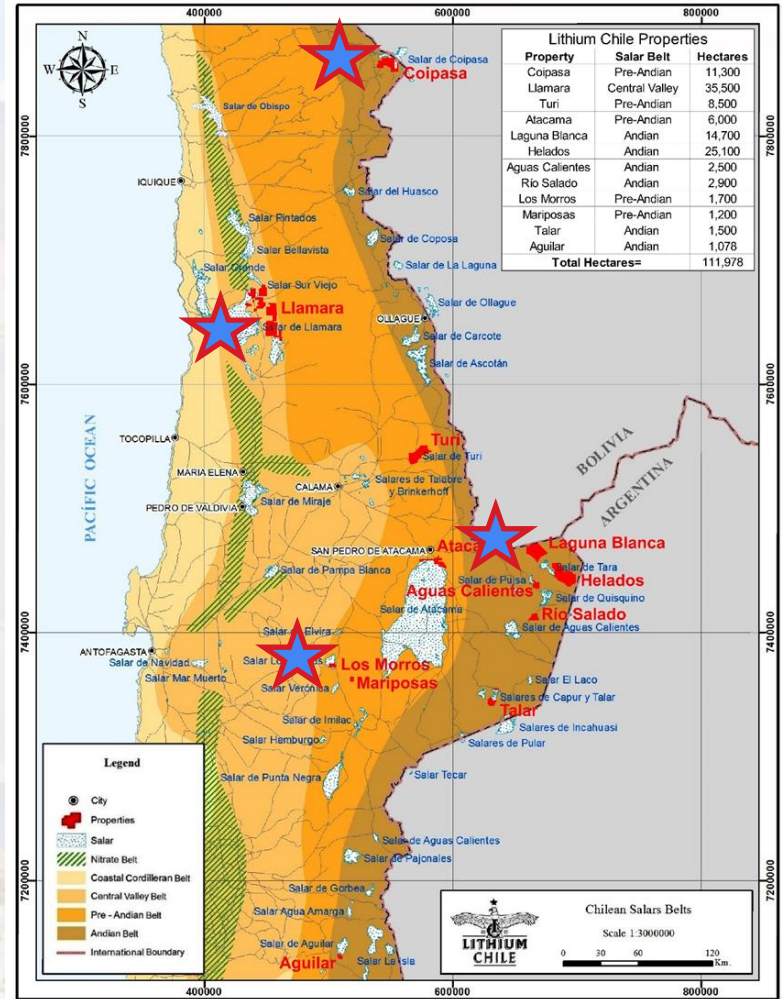 400000
600000
800000
N
W
E
S
Lithium Chile Properties
Property Salar Belt Hectares
Coipasa Pre-Andian 11,300
Llamara Central Valley 35,500
Turi Pre-Andian 8,500
Atacama Pre-Andian 6,000
Laguna Blanca Andian 14,700
Helados Andian 25,100
Aguas Calientes Andian 2,500
Río Salado Andian 2,900
Los Morros Pre-Andian 1,700
Mariposas Pre-Andian 1,200
Talar Andian 1,500
Aguilar Andian 1,078
Total Hectares= 111,978
Salar de Coipasa
Coipasa
Salar de Obispo
7800000
7800000
IQUIQUE
Salar del Huasco
Salar Pintados
Salar de Coposa
Salar Bellavista
Salar Grande
Salar de La Laguna
Salar Sur Viejo
Llamara
Salar de Ollague
OLLAGUE
Salar de Llamara
Salar de Carcote
Salar de Ascotán
7600000
7600000
TOCOPILLA
Turi
Salar de Turi
BOLIVIA
ARGENTINA
PACÍFIC OCEAN
MARIA ELENA
CALAMA
Salares de Talabre
y Brinkerhoff
PEDRO DE VALDIVIA
Salar de Miraje
SAN PEDRO DE ATACAMA
Laguna Blanca
Salar de Tara
Salar de Pampa Blanca
Salar de Pujsa
Helados
Aguas Calientes
Salar de Quisquino
Salar de Atacama
Río Salado
7400000
7400000
Salar de Aguas Calientes
ANTOFAGASTA
Salar de Navidad
Los Morros
Salar Mar Muerto
Salar Verónica
Mariposas
Salar El Laco
Salares de Capur y Talar
Talar
Salar de Imilac
Salares de Incahuasi
Salar Hamburgo
Salares de Pular
Salar de Punta Negra
Salar Tecar
Salar de Aguas Calientes
Salar de Pajonales
7200000
7200000
Salar de Gorbea
Salar Agua Amarga
Salar de Aguilar
Aguilar
Salar La Isla
Legend
City
Properties
Salar
Nitrate Belt
Coastal Cordilleran Belt
Central Valley Belt
Pre - Andian Belt
Andien Belt
International Boundary
LITHIUM
CHILE
Chilean Salars Belts
Scale 1:3000000
0 30 60 120
Km.
400000
600000
800000